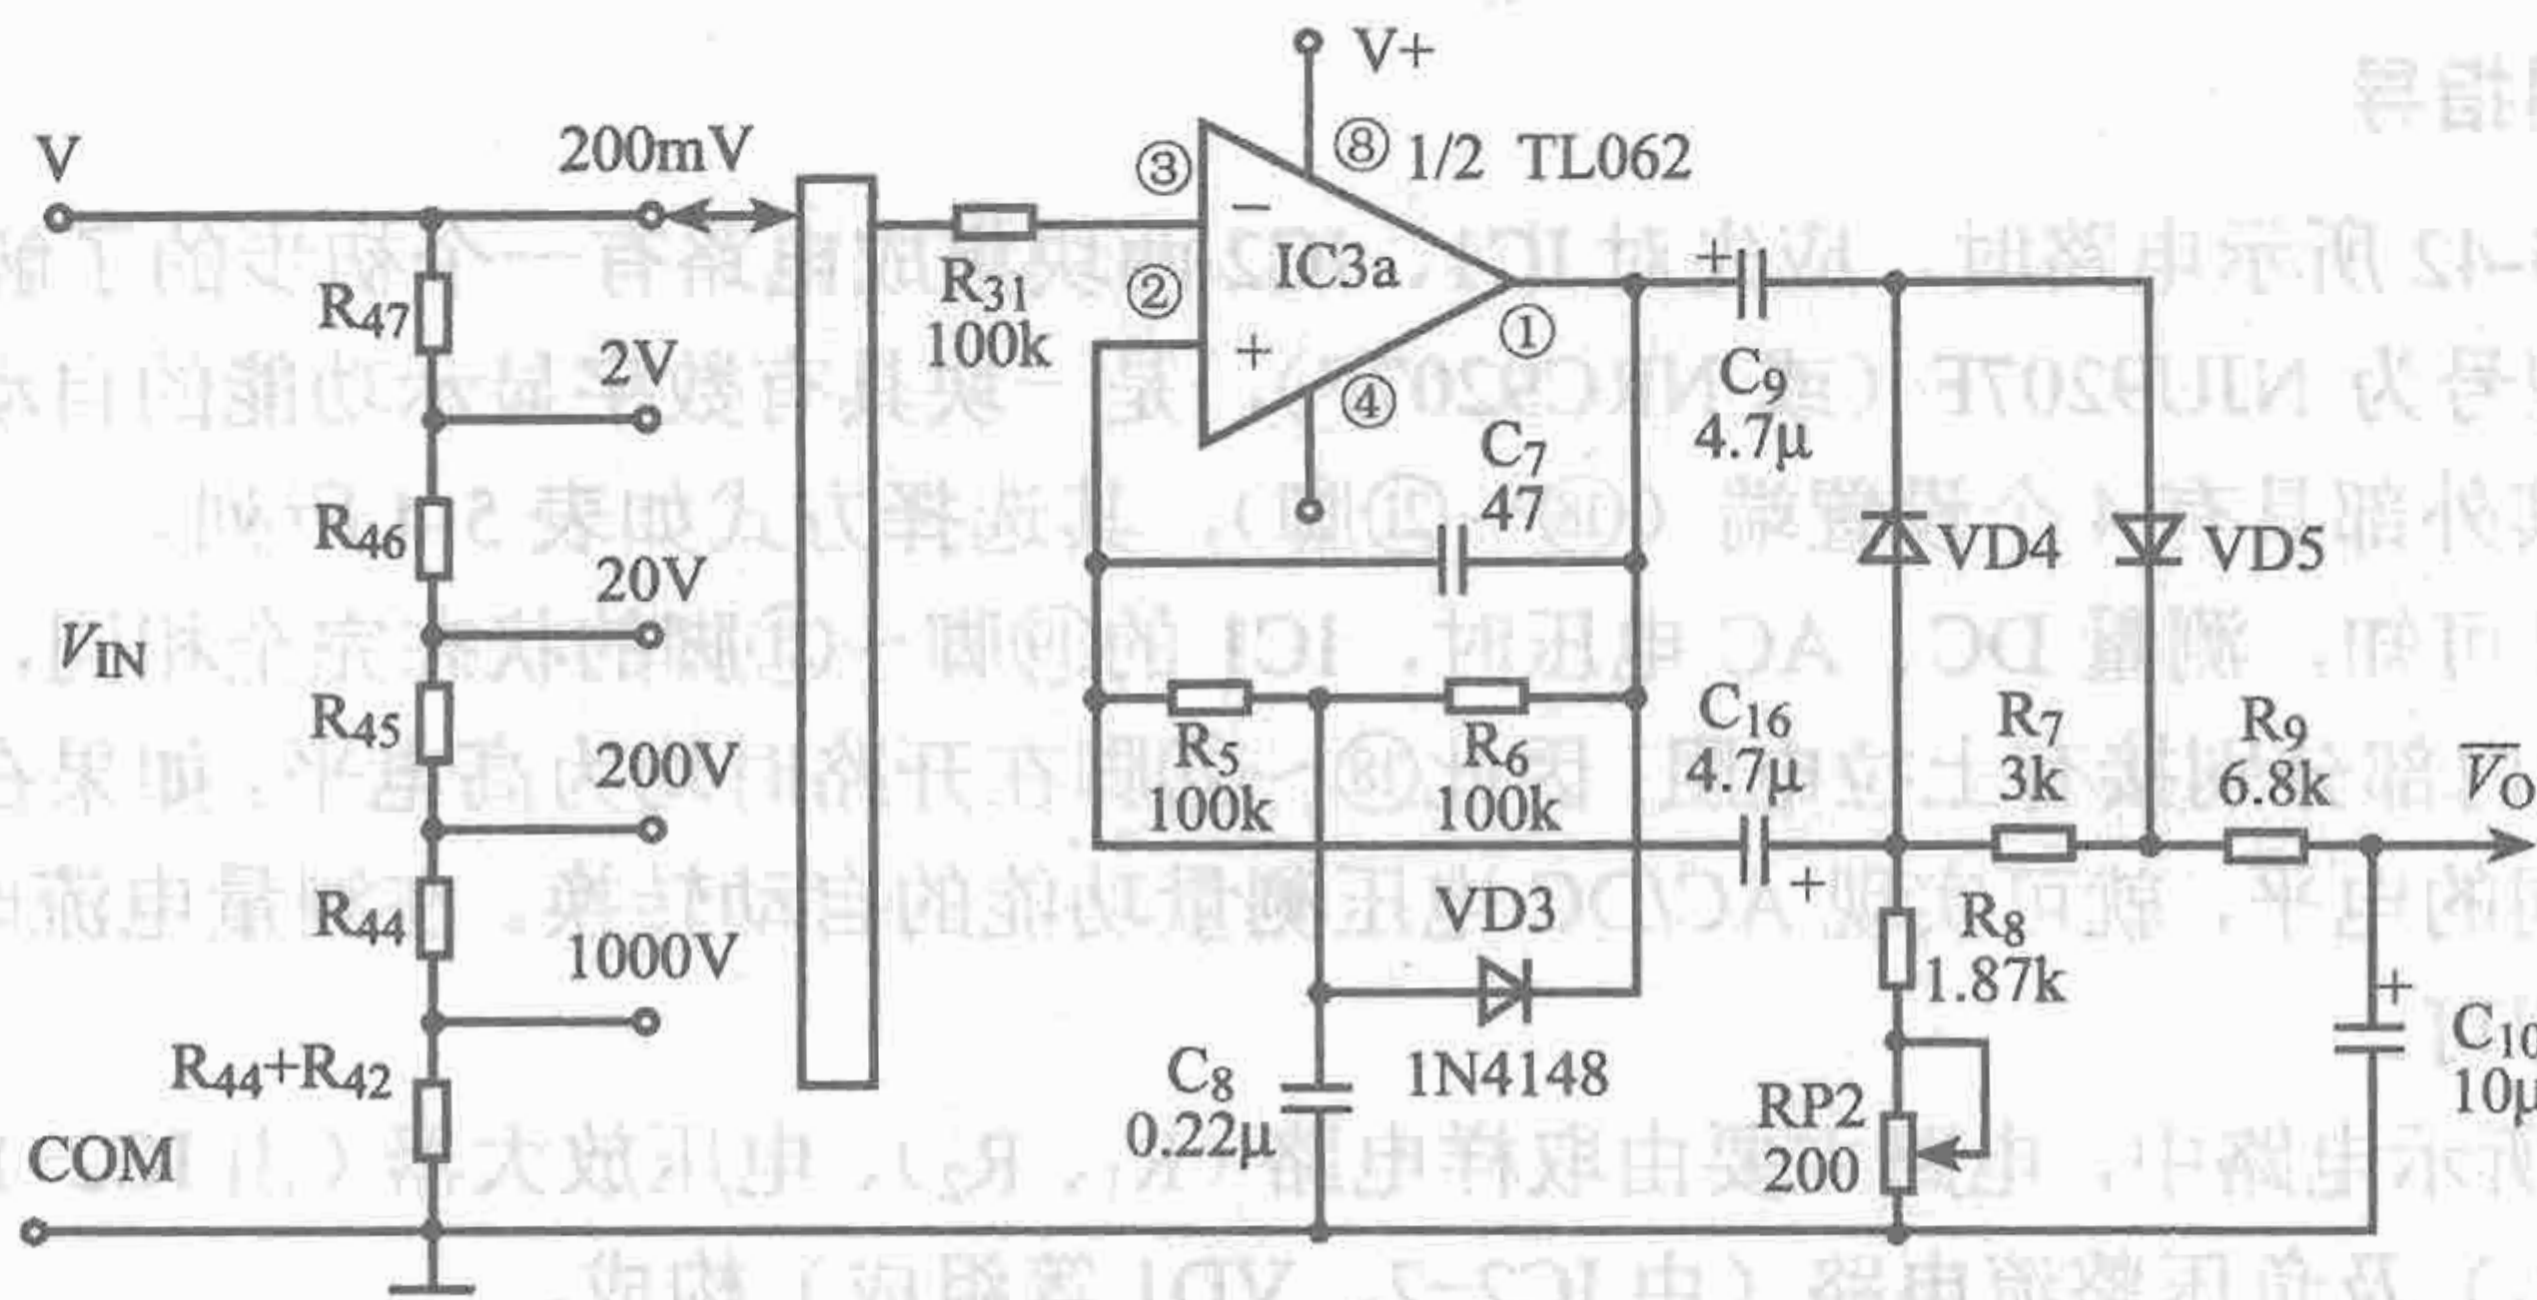 V+
V
200mV
③
⑧
1/2 TL062
−
IC3a
②
+
①
④
R31
100k
R47
2V
+
C9
4.7μ
C7
47
R46
20V
VD4
VD5
VIN
R45
200V
R5
100k
R6
100k
C16
4.7μ
+
R7
3k
R9
6.8k
V̅O
R44
1000V
VD3
1N4148
R8
1.87k
R44+R42
C8
0.22μ
RP2
200
+
C10
10μ
COM